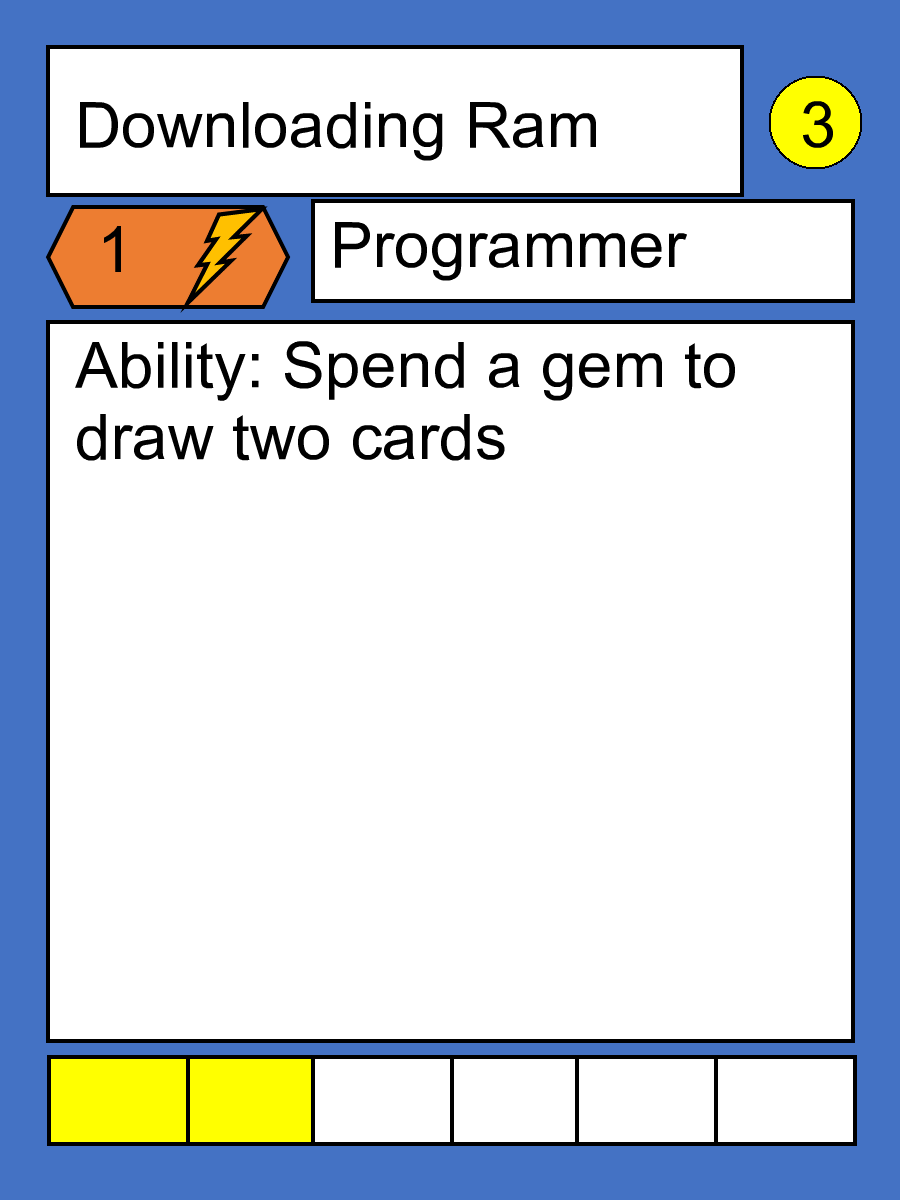 Downloading Ram
3
1
Programmer
Ability: Spend a gem to
draw two cards